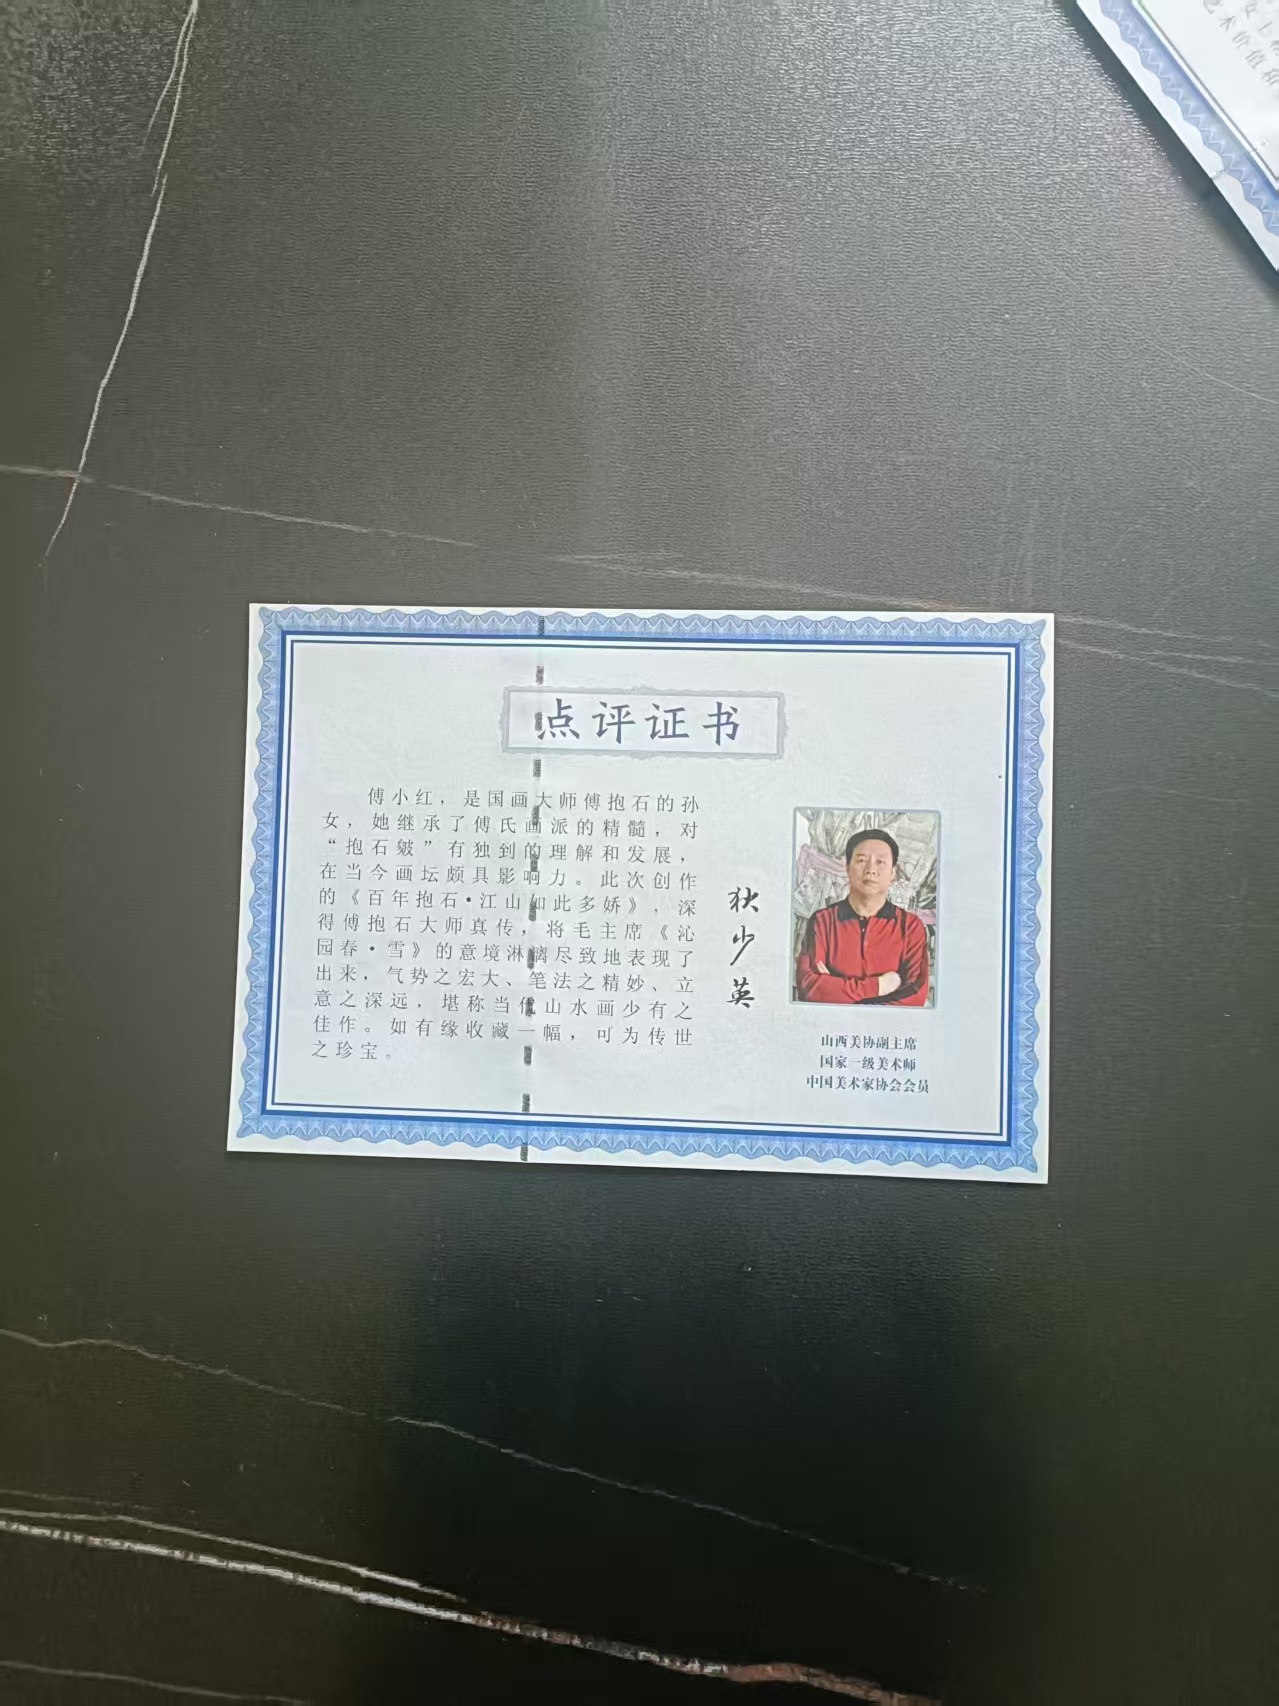 女士
艺术价值和
点评证书
傅小红，是国画大师傅抱石的孙
女，她继承了傅氏画派的精髓，对
“抱石皴”有独到的理解和发展，
在当今画坛颇具影响力。此次创作
的《百年抱石•江山如此多娇》，深
得傅抱石大师真传，将毛主席《沁
园春•雪》的意境淋漓尽致地表现了
出来，气势之宏大、笔法之精妙、立
意之深远，堪称当代山水画少有之
佳作。如有缘收藏一幅，可为传世
之珍宝。
狄少英
山西美协副主席
国家一级美术师
中国美术家协会会员